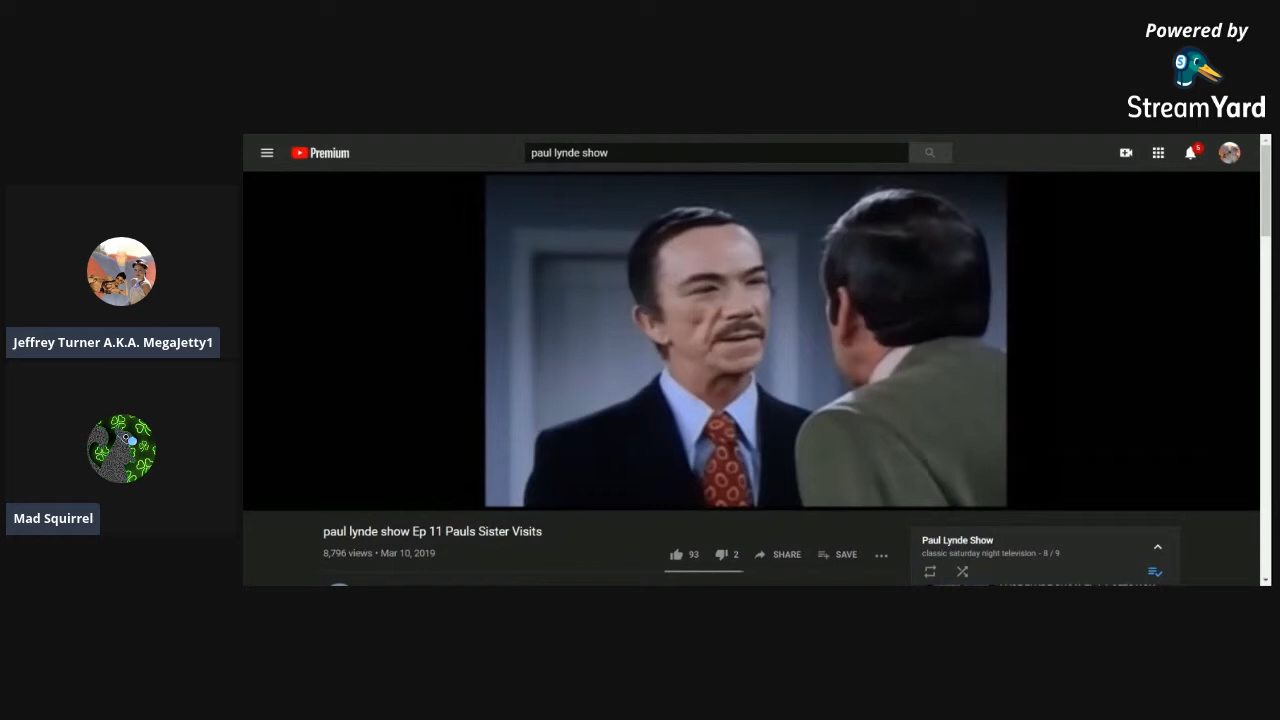 Powered by
StreamYard
Premium
paul lynde show
5
Jeffrey Turner A.K.A. MegaJetty1
Mad Squirrel
paul lynde show Ep 11 Pauls Sister Visits
8,796 views • Mar 10, 2019
93
2
SHARE
SAVE
Paul Lynde Show
classic saturday night television - 8 / 9